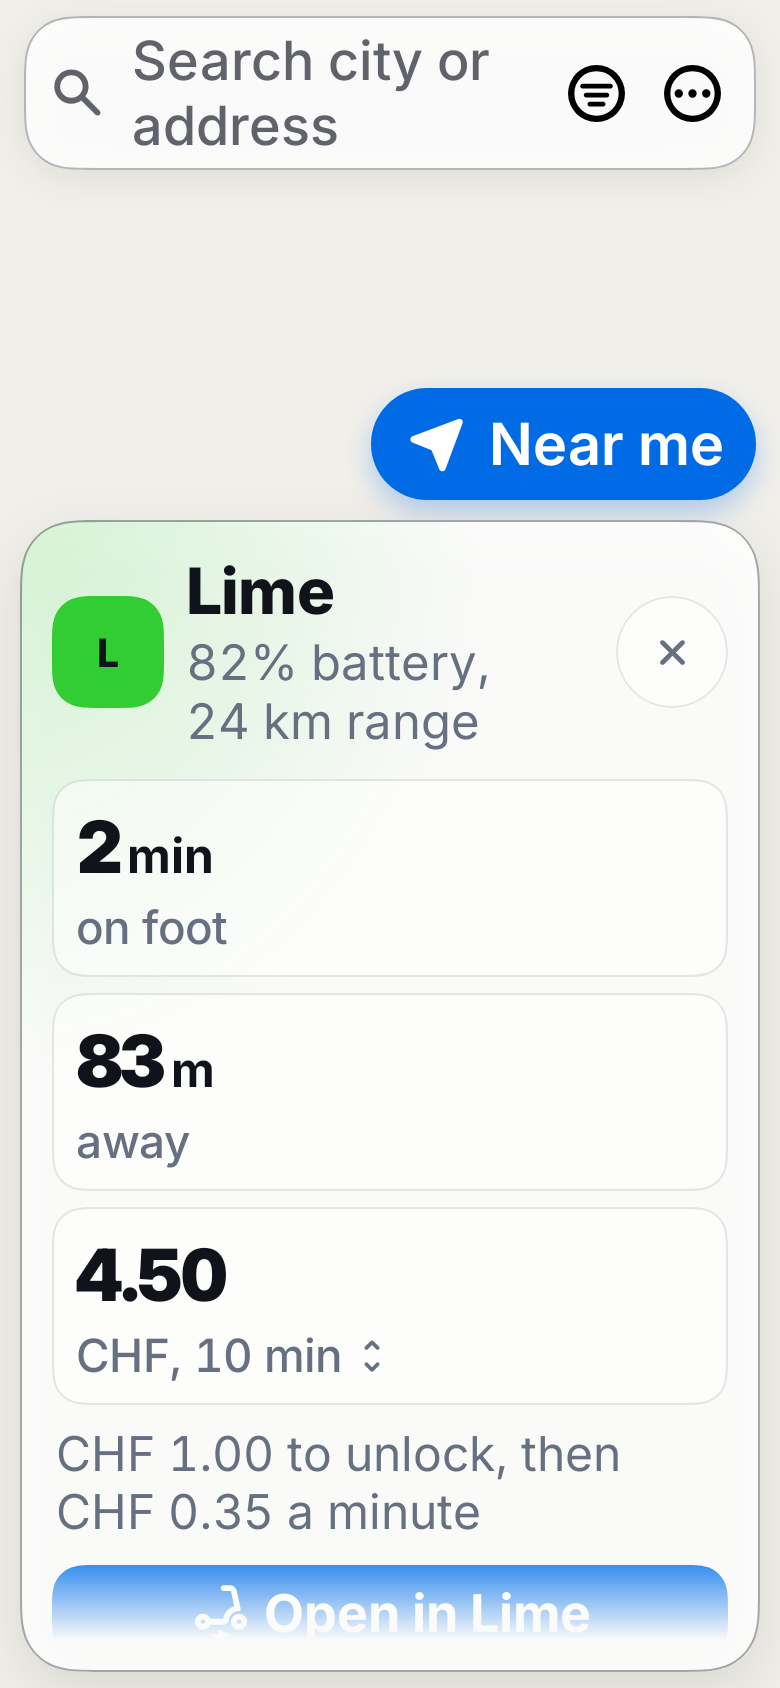 Search city or
address
Near me
Lime
L
82% battery,
24 km range
2 min
on foot
83 m
away
4.50
CHF, 10 min
CHF 1.00 to unlock, then
CHF 0.35 a minute
Open in Lime